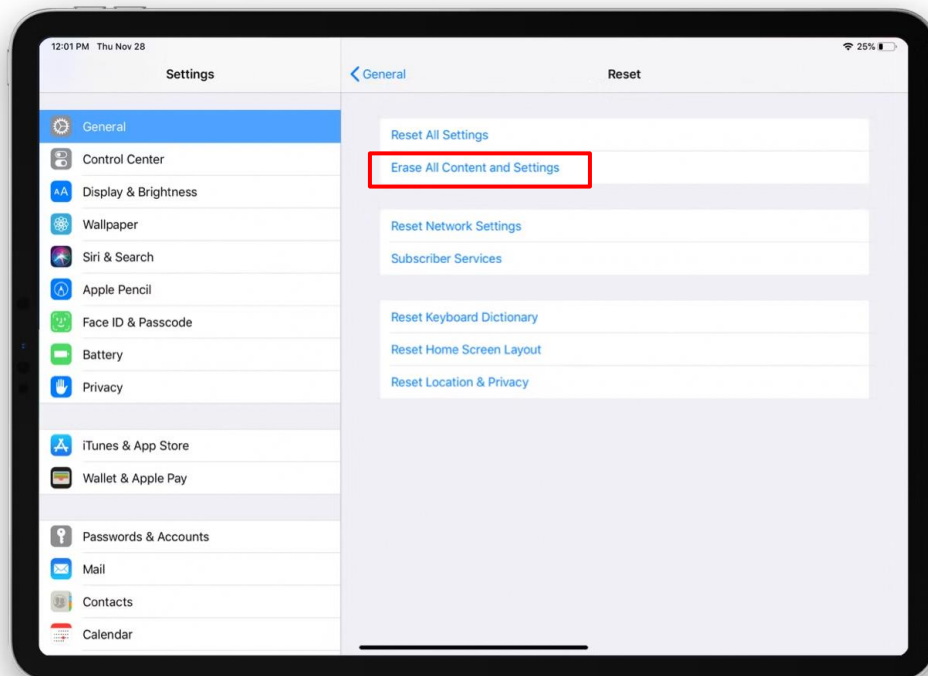 12:01 PM Thu Nov 28
25%
Settings
General
Reset
General
Control Center
AA
Display & Brightness
Wallpaper
Siri & Search
Apple Pencil
Face ID & Passcode
Battery
Privacy
iTunes & App Store
Wallet & Apple Pay
Passwords & Accounts
Mail
Contacts
Calendar
Reset All Settings
Erase All Content and Settings
Reset Network Settings
Subscriber Services
Reset Keyboard Dictionary
Reset Home Screen Layout
Reset Location & Privacy